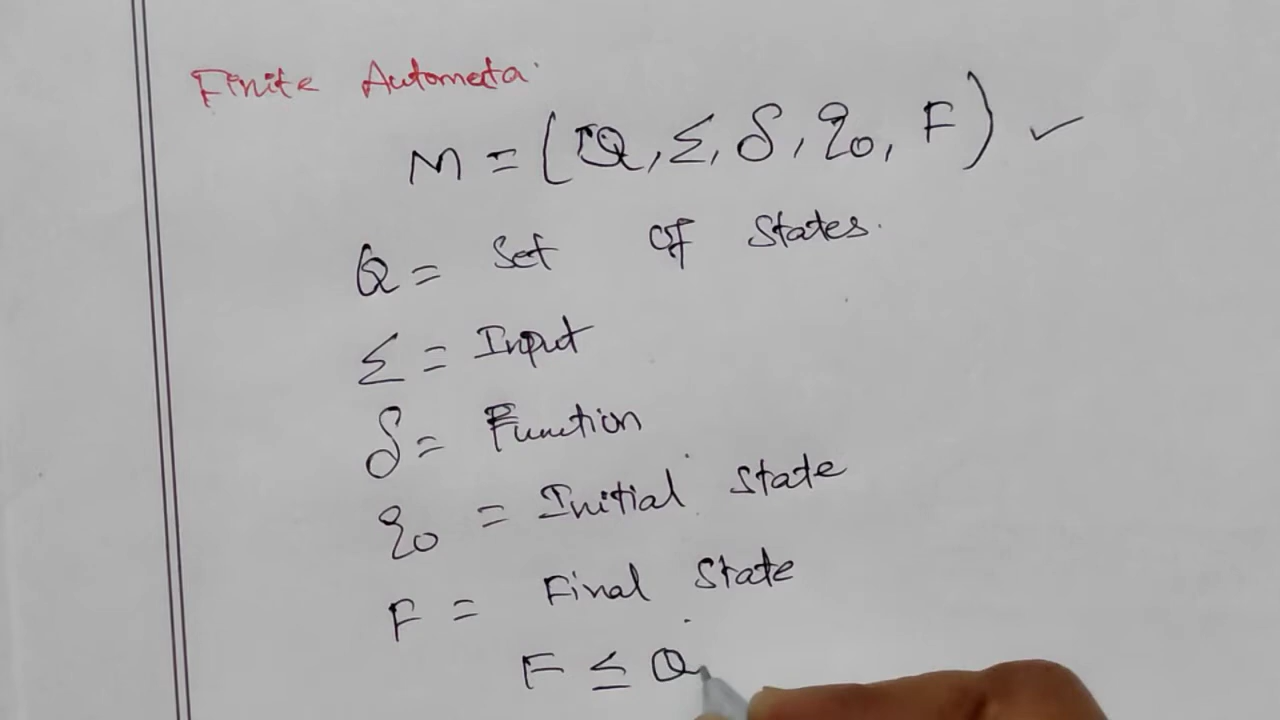 Finite Automata.
M = (Q, Σ, δ, q0, F) ✓
Q = Set of States.
Σ = Input
δ = Function
q0 = Initial State
F = Final State
F ≤ Q